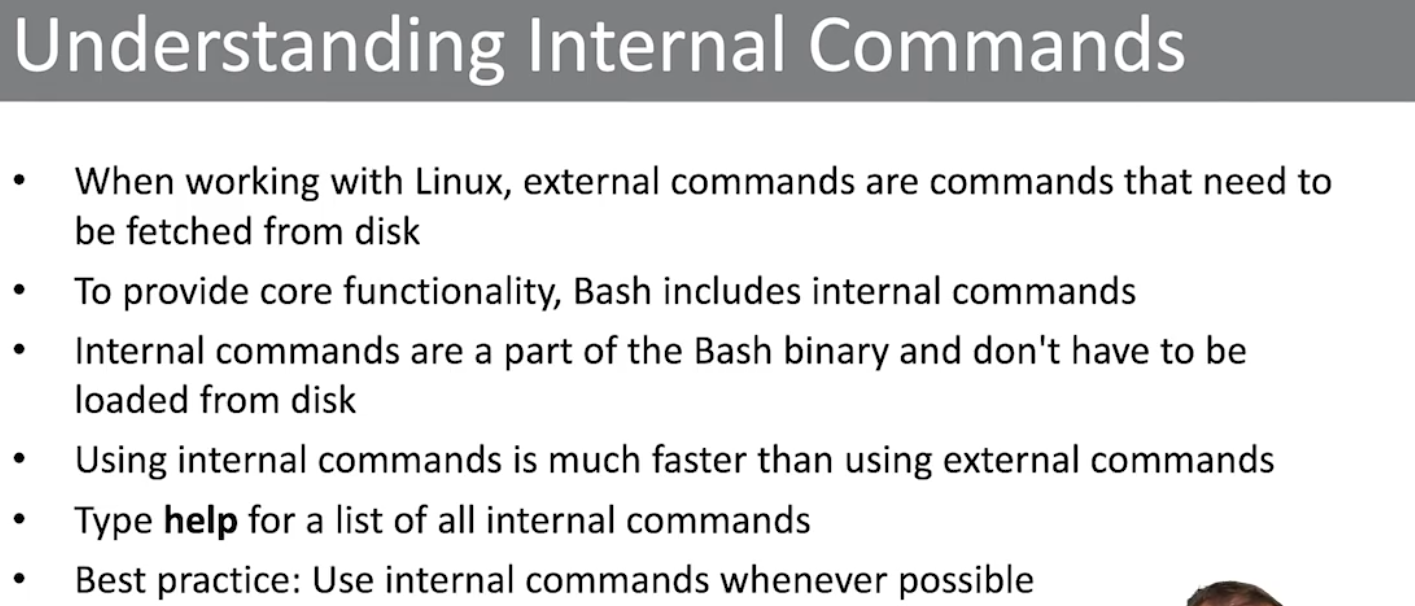 Understanding Internal Commands
• When working with Linux, external commands are commands that need to
be fetched from disk
• To provide core functionality, Bash includes internal commands
• Internal commands are a part of the Bash binary and don't have to be
loaded from disk
• Using internal commands is much faster than using external commands
• Type help for a list of all internal commands
• Best practice: Use internal commands whenever possible